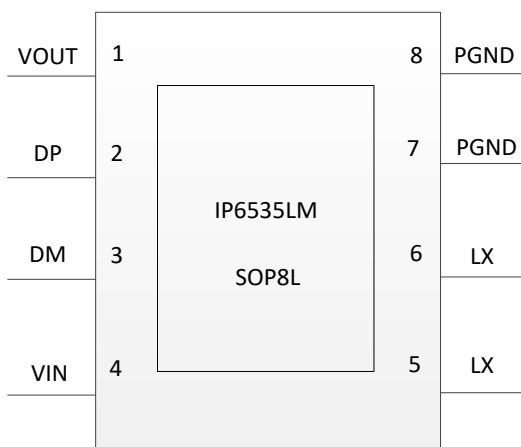 VOUT 1 8 PGND
DP 2 7 PGND
IP6535LM
DM 3 6 LX
SOP8L
VIN 4 5 LX